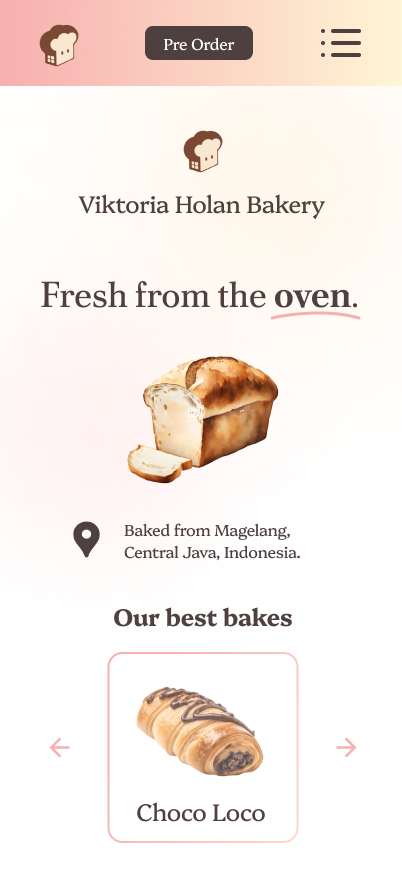 Pre Order
Viktoria Holan Bakery
Fresh from the oven.
Baked from Magelang,
Central Java, Indonesia.
Our best bakes
Choco Loco